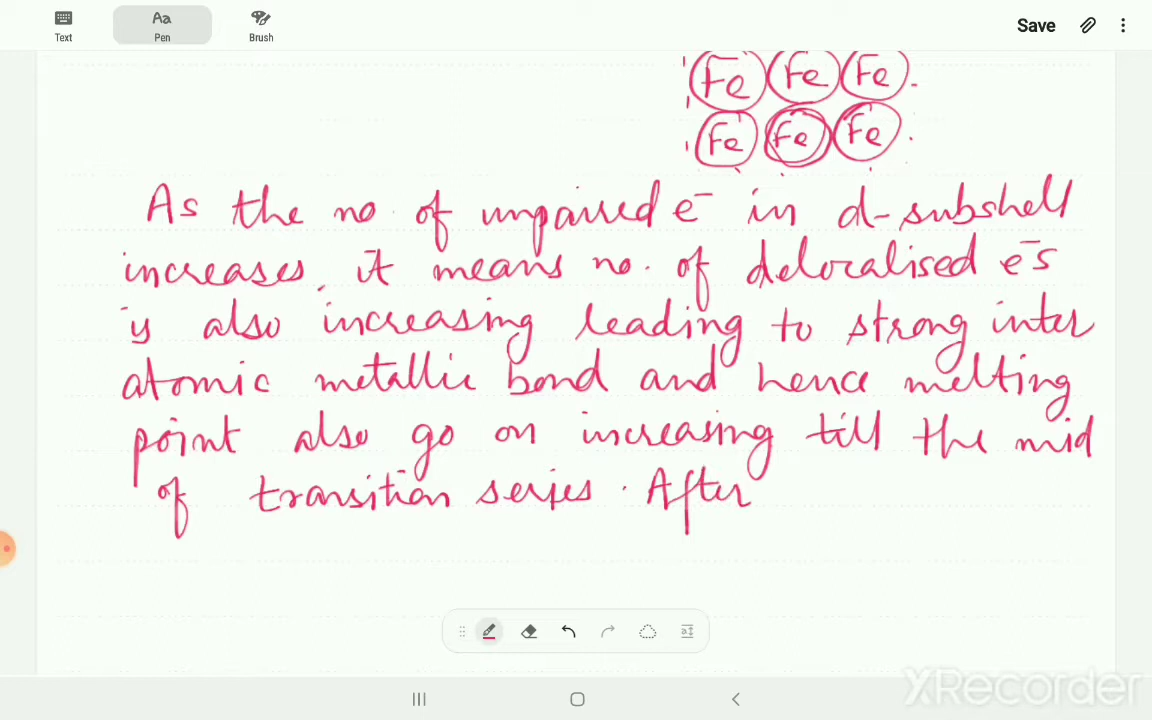 Text
Aa
Pen
Brush
Save
Fe Fe Fe
Fe Fe Fe
As the no. of unpaired e⁻ in d-subshell
increases, it means no. of delocalised e⁻s
is also increasing leading to strong inter
atomic metallic bond and hence melting
point also go on increasing till the mid
of transition series. After
XRecorder